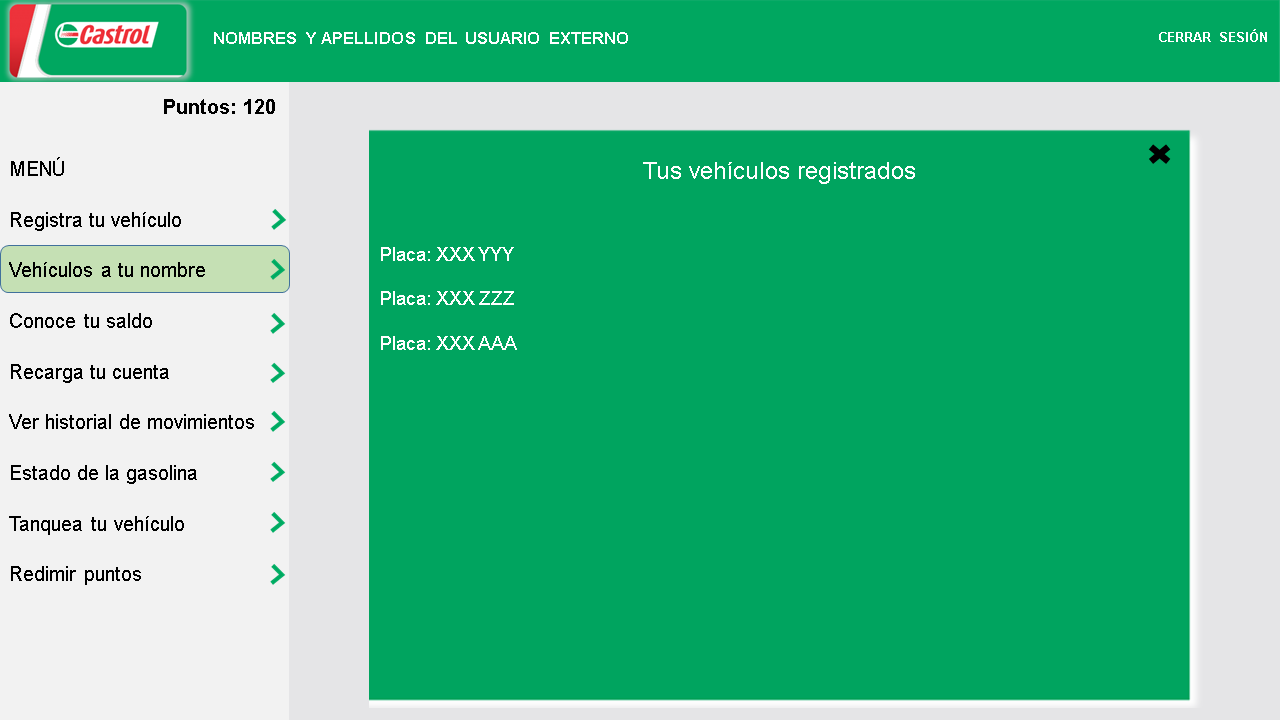 Castrol
NOMBRES Y APELLIDOS DEL USUARIO EXTERNO
CERRAR SESIÓN
Puntos: 120
MENÚ
Registra tu vehículo
Vehículos a tu nombre
Conoce tu saldo
Recarga tu cuenta
Ver historial de movimientos
Estado de la gasolina
Tanquea tu vehículo
Redimir puntos
Tus vehículos registrados
Placa: XXX YYY
Placa: XXX ZZZ
Placa: XXX AAA